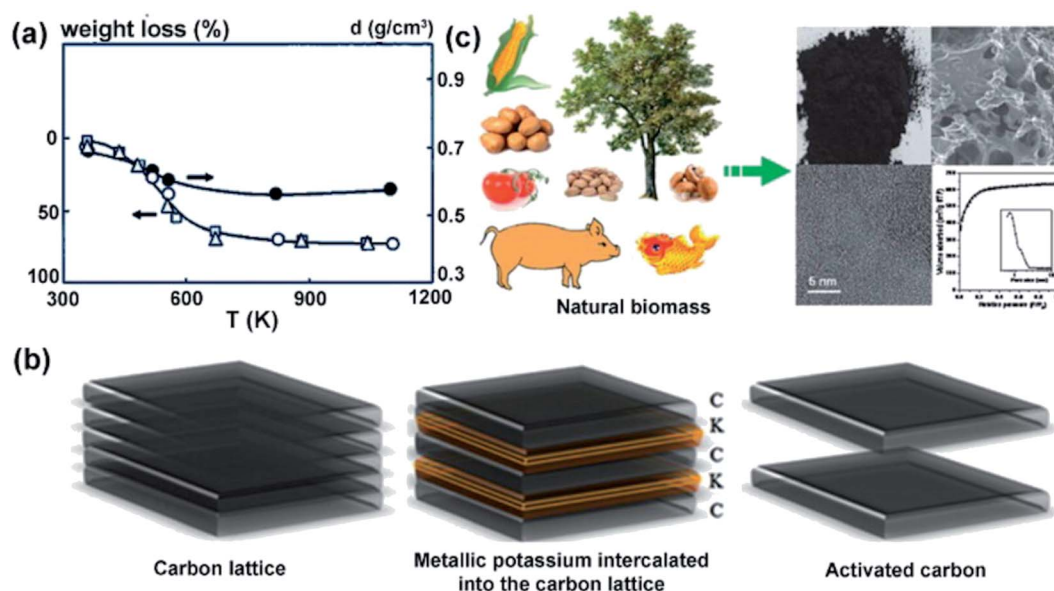 (a)
weight loss (%)
d (g/cm³)
0
50
100
0.9
0.7
0.5
0.3
300
600
900
1200
T (K)
(c)
Natural biomass
5 nm
(b)
C
K
C
K
C
Carbon lattice
Metallic potassium intercalated
into the carbon lattice
Activated carbon